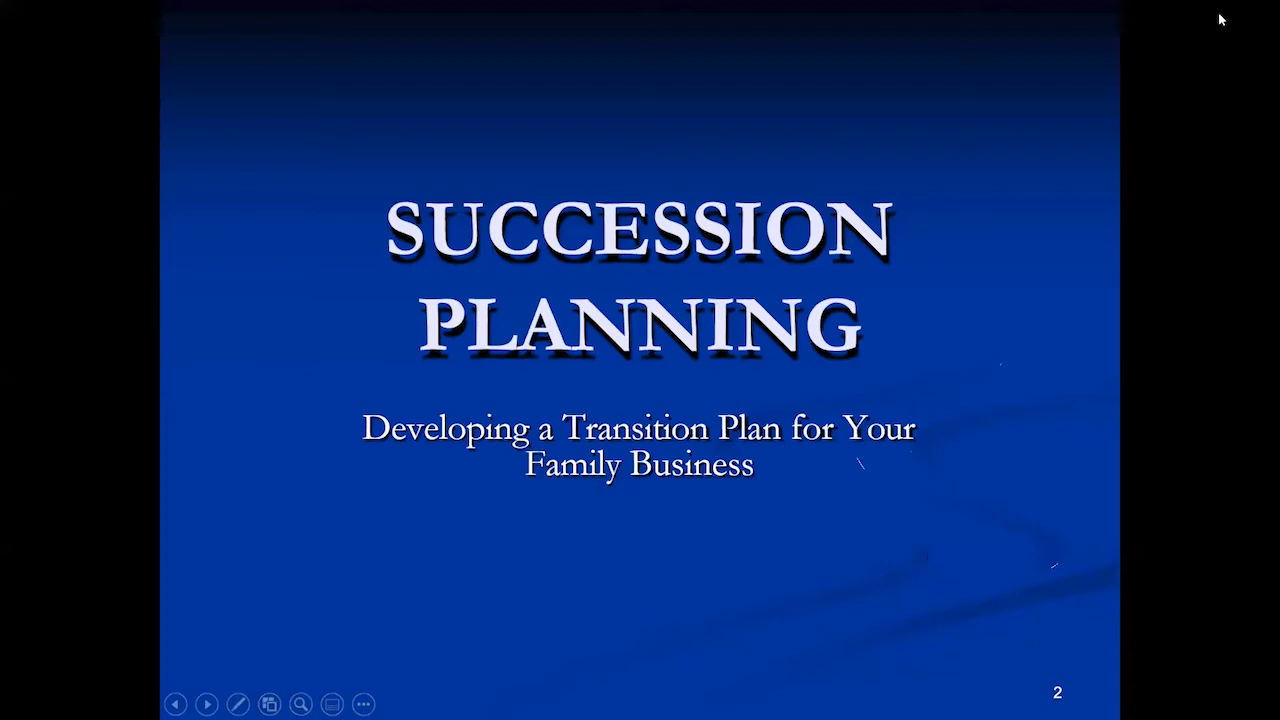 SUCCESSION
PLANNING
Developing a Transition Plan for Your
Family Business
2